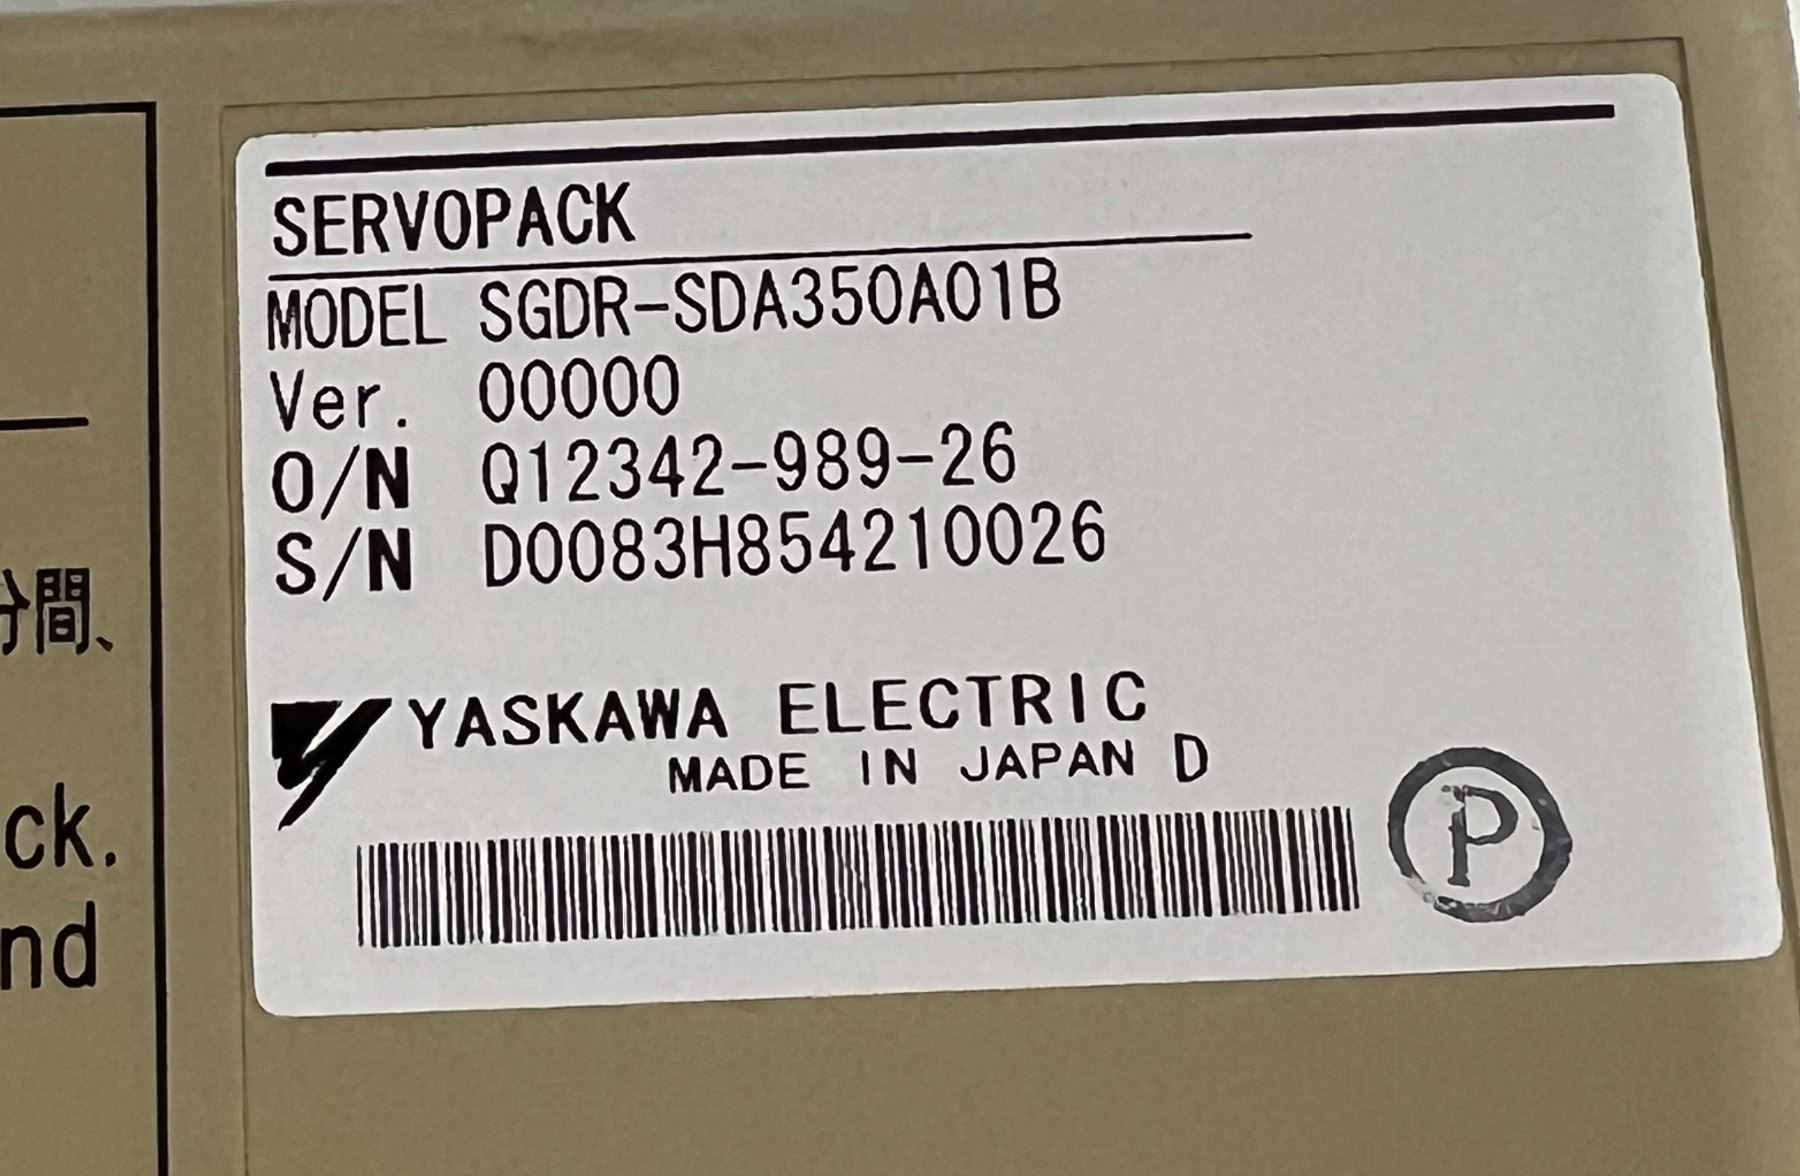 SERVOPACK
MODEL SGDR-SDA350A01B
Ver. 00000
O/N Q12342-989-26
S/N D0083H854210026
YASKAWA ELECTRIC
MADE IN JAPAN D
P
分間、
ck.
nd